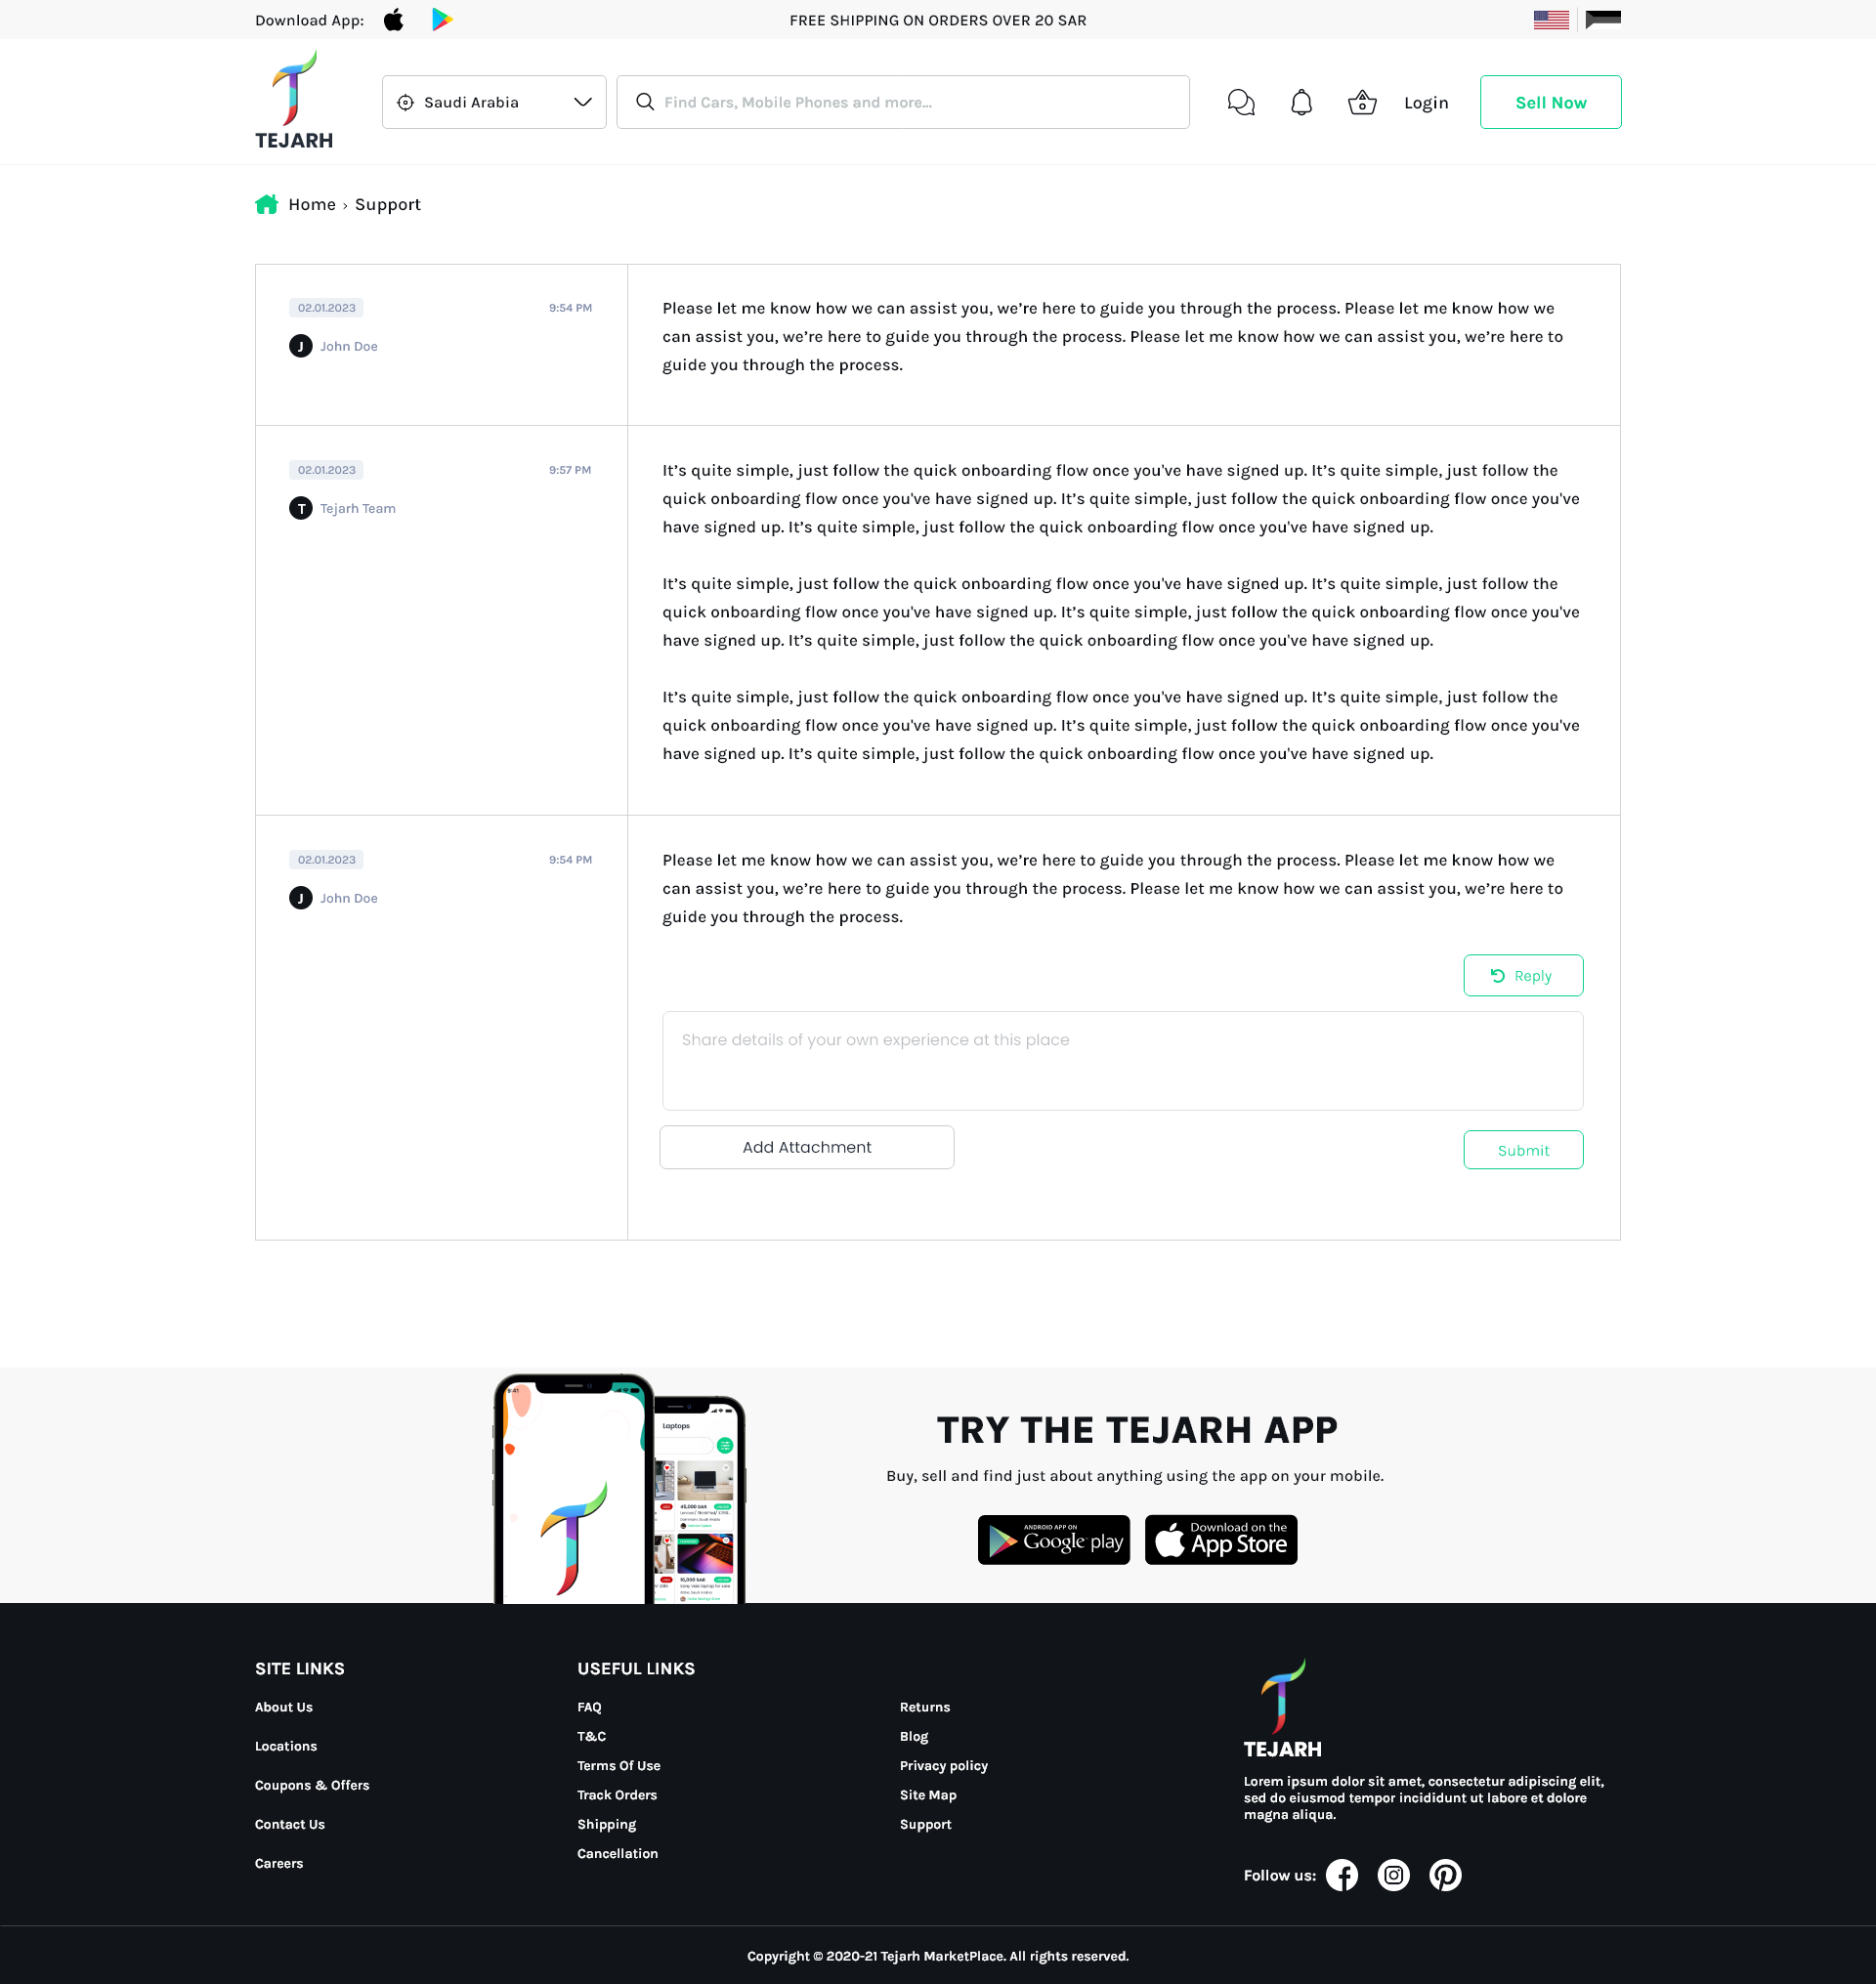 Download App:
FREE SHIPPING ON ORDERS OVER 20 SAR
TEJARH
Saudi Arabia
Find Cars, Mobile Phones and more...
Login
Sell Now
Home › Support
02.01.2023
9:54 PM
J John Doe
Please let me know how we can assist you, we’re here to guide you through the process. Please let me know how we
can assist you, we’re here to guide you through the process. Please let me know how we can assist you, we’re here to
guide you through the process.
02.01.2023
9:57 PM
T Tejarh Team
It’s quite simple, just follow the quick onboarding flow once you've have signed up. It’s quite simple, just follow the
quick onboarding flow once you've have signed up. It’s quite simple, just follow the quick onboarding flow once you've
have signed up. It’s quite simple, just follow the quick onboarding flow once you've have signed up.
It’s quite simple, just follow the quick onboarding flow once you've have signed up. It’s quite simple, just follow the
quick onboarding flow once you've have signed up. It’s quite simple, just follow the quick onboarding flow once you've
have signed up. It’s quite simple, just follow the quick onboarding flow once you've have signed up.
It’s quite simple, just follow the quick onboarding flow once you've have signed up. It’s quite simple, just follow the
quick onboarding flow once you've have signed up. It’s quite simple, just follow the quick onboarding flow once you've
have signed up. It’s quite simple, just follow the quick onboarding flow once you've have signed up.
02.01.2023
9:54 PM
J John Doe
Please let me know how we can assist you, we’re here to guide you through the process. Please let me know how we
can assist you, we’re here to guide you through the process. Please let me know how we can assist you, we’re here to
guide you through the process.
Reply
Share details of your own experience at this place
Add Attachment
Submit
9:41
Laptops
45,000 SAR
16,000 SAR
TRY THE TEJARH APP
Buy, sell and find just about anything using the app on your mobile.
ANDROID APP ON
Google play
Download on the
App Store
SITE LINKS
About Us
Locations
Coupons & Offers
Contact Us
Careers
USEFUL LINKS
FAQ
T&C
Terms Of Use
Track Orders
Shipping
Cancellation
Returns
Blog
Privacy policy
Site Map
Support
TEJARH
Lorem ipsum dolor sit amet, consectetur adipiscing elit,
sed do eiusmod tempor incididunt ut labore et dolore
magna aliqua.
Follow us:
Copyright © 2020-21 Tejarh MarketPlace. All rights reserved.